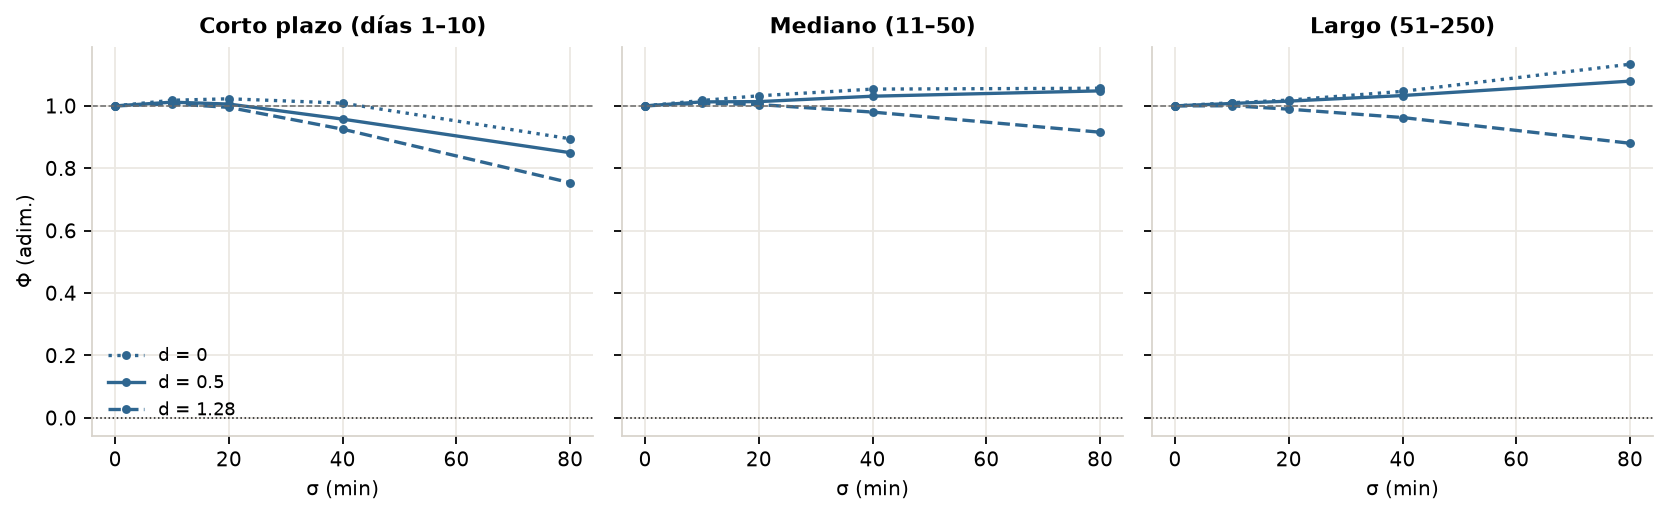 Corto plazo (días 1–10)
Mediano (11–50)
Largo (51–250)
Φ (adim.)
1.0
0.8
0.6
0.4
0.2
0.0
d = 0
d = 0.5
d = 1.28
0 20 40 60 80
0 20 40 60 80
0 20 40 60 80
σ (min)
σ (min)
σ (min)